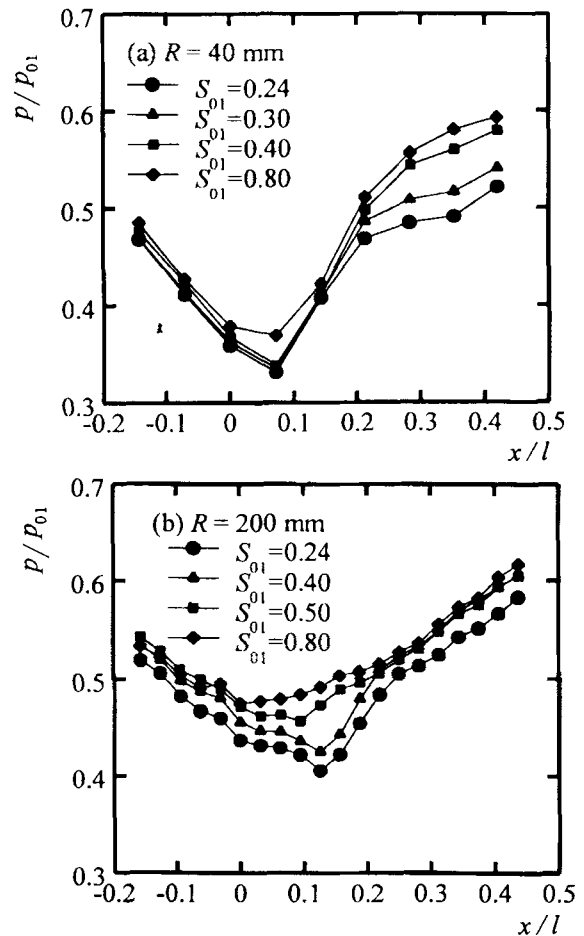 0.7
(a) R = 40 mm
S01=0.24
S01=0.30
S01=0.40
S01=0.80
p/p01
0.6
0.5
0.4
0.3
-0.2 -0.1 0 0.1 0.2 0.3 0.4 0.5
x/l
0.7
(b) R = 200 mm
S01=0.24
S01=0.40
S01=0.50
S01=0.80
p/p01
0.6
0.5
0.4
0.3
-0.2 -0.1 0 0.1 0.2 0.3 0.4 0.5
x/l